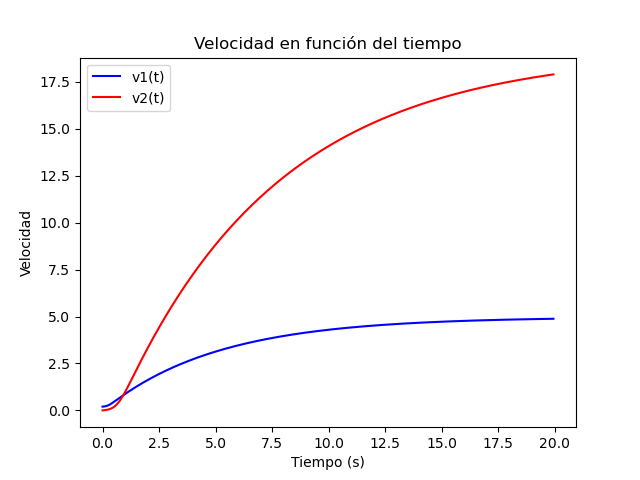 Velocidad en función del tiempo
v1(t)
v2(t)
Velocidad
17.5
15.0
12.5
10.0
7.5
5.0
2.5
0.0
0.0 2.5 5.0 7.5 10.0 12.5 15.0 17.5 20.0
Tiempo (s)